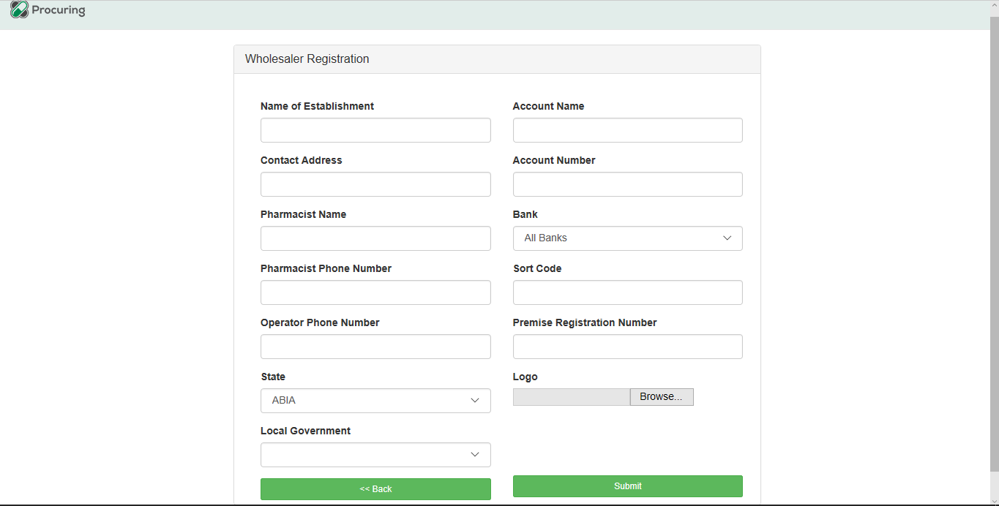 Procuring
Wholesaler Registration
Name of Establishment
Account Name
Contact Address
Account Number
Pharmacist Name
Bank
All Banks
Pharmacist Phone Number
Sort Code
Operator Phone Number
Premise Registration Number
State
Logo
ABIA
Browse...
Local Government
<< Back
Submit